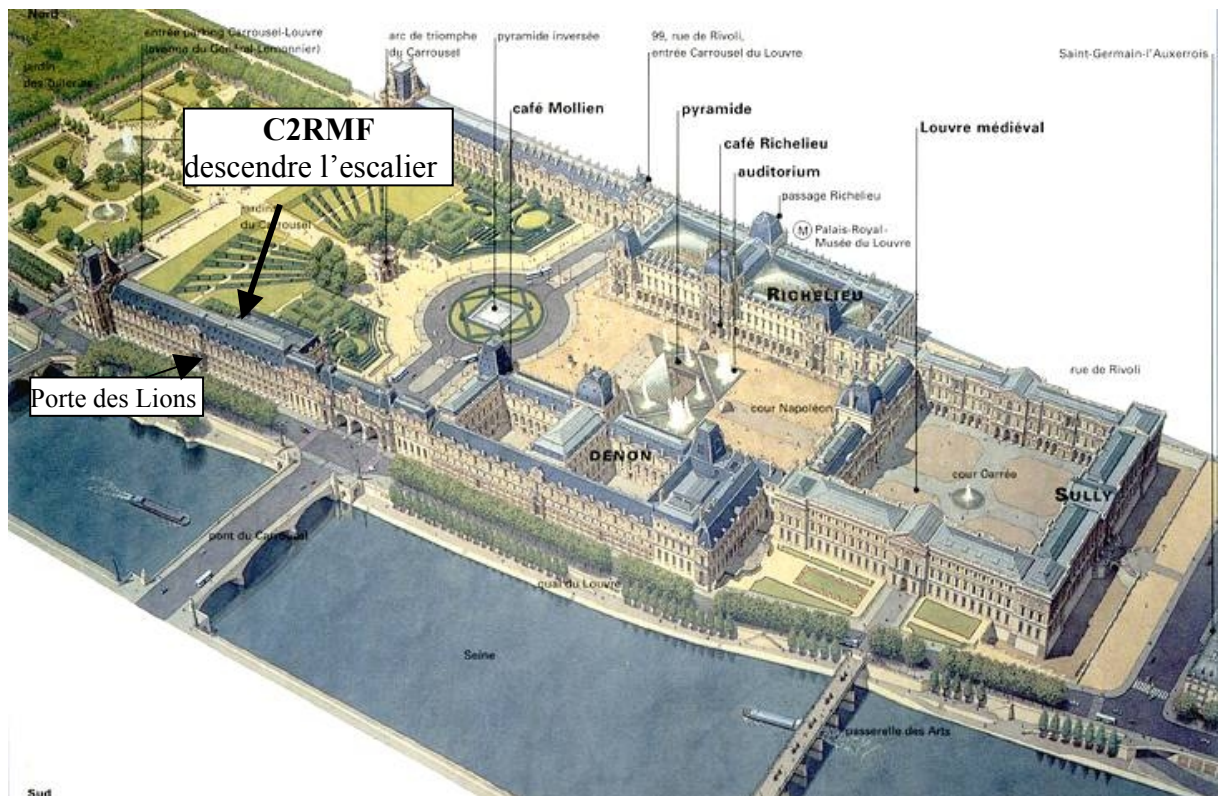 Nord
entrée parking Carrousel-Louvre
(avenue du Général-Lemonnier)
arc de triomphe
du Carrousel
pyramide inversée
99, rue de Rivoli,
entrée Carrousel du Louvre
Saint-Germain-l'Auxerrois
jardin
des Tuileries
C2RMF
descendre l'escalier
café Mollien
pyramide
Louvre médiéval
café Richelieu
auditorium
passage Richelieu
M Palais-Royal-
Musée du Louvre
jardin
du Carrousel
RICHELIEU
Porte des Lions
rue de Rivoli
cour Napoléon
DENON
cour Carrée
SULLY
pont du Carrousel
quai du Louvre
Seine
passerelle des Arts
Sud